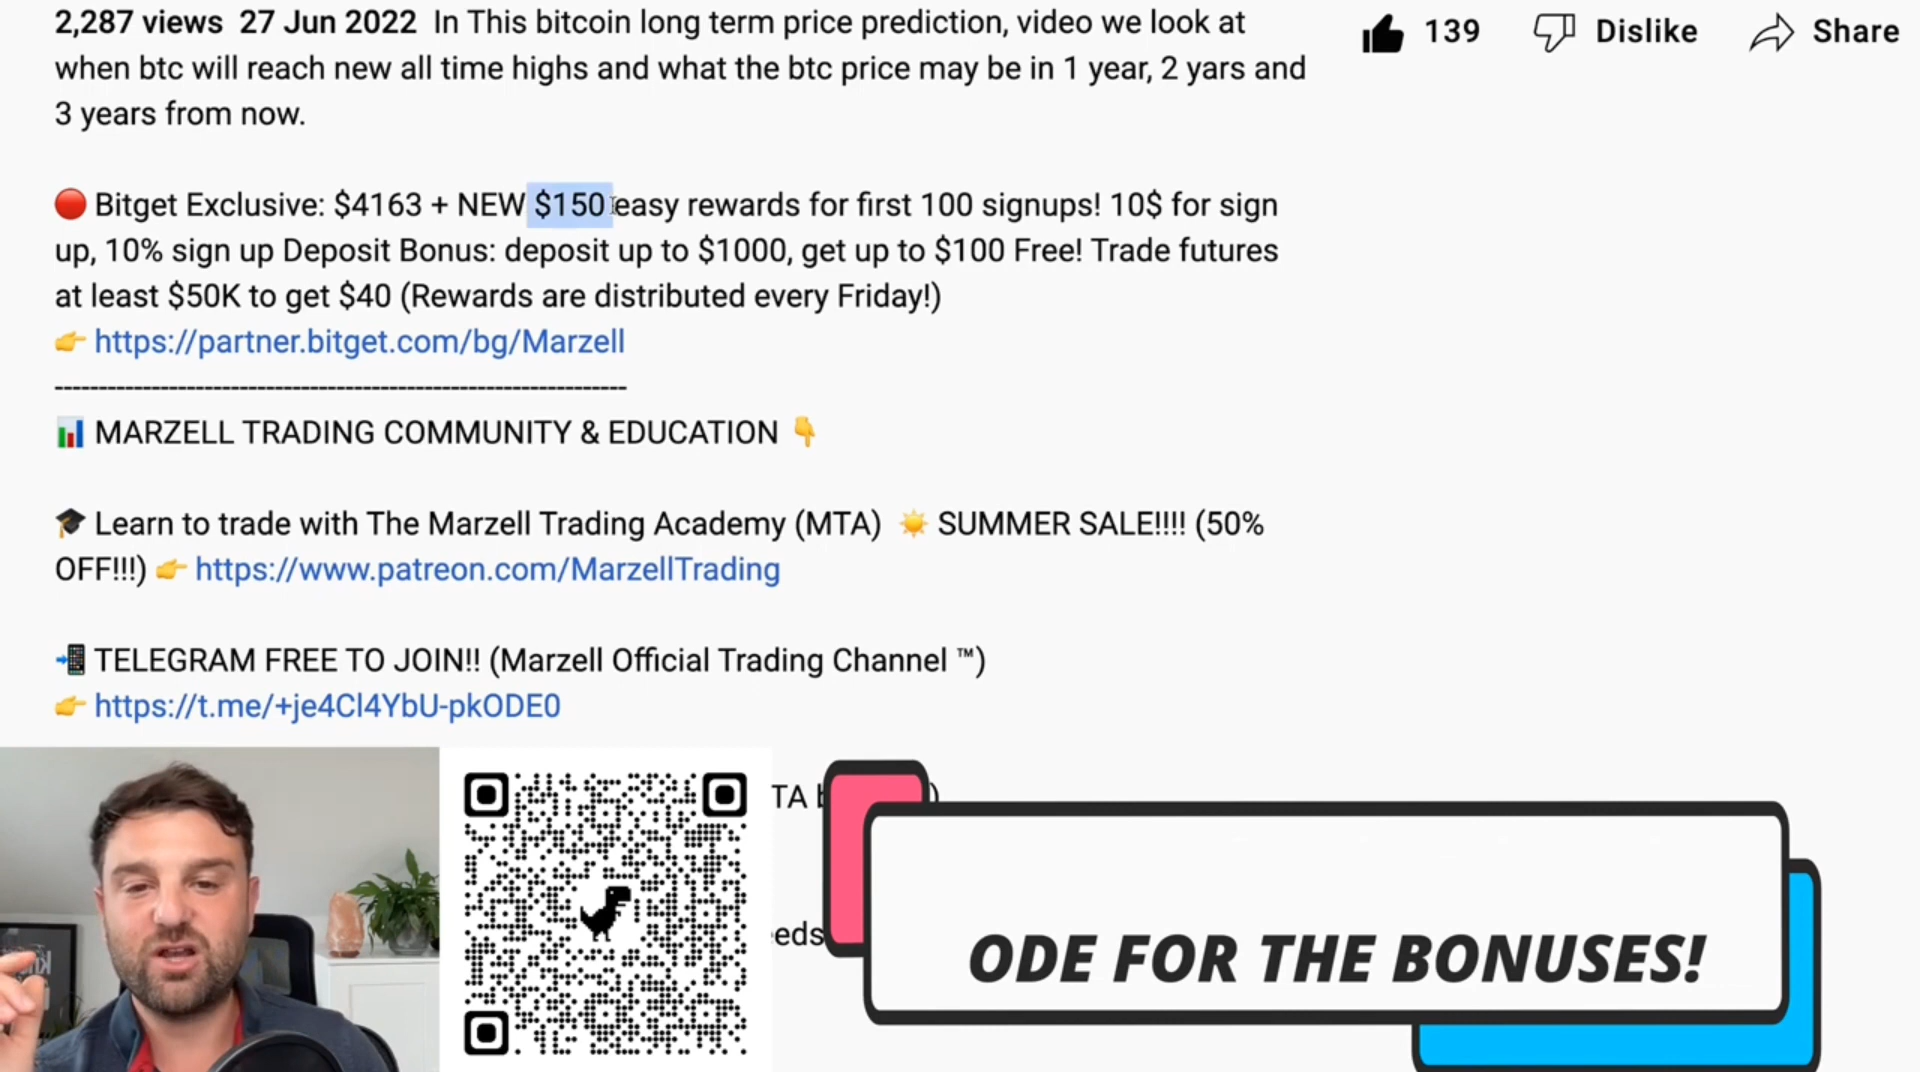 2,287 views 27 Jun 2022 In This bitcoin long term price prediction, video we look at
when btc will reach new all time highs and what the btc price may be in 1 year, 2 yars and
3 years from now.
139
Dislike
Share
🔴 Bitget Exclusive: $4163 + NEW $150 easy rewards for first 100 signups! 10$ for sign
up, 10% sign up Deposit Bonus: deposit up to $1000, get up to $100 Free! Trade futures
at least $50K to get $40 (Rewards are distributed every Friday!)
👉 https://partner.bitget.com/bg/Marzell
----------------------------------------------------------------
📊 MARZELL TRADING COMMUNITY & EDUCATION 👇
🎓 Learn to trade with The Marzell Trading Academy (MTA) ☀️ SUMMER SALE!!!! (50%
OFF!!!) 👉 https://www.patreon.com/MarzellTrading
📲 TELEGRAM FREE TO JOIN!! (Marzell Official Trading Channel ™)
👉 https://t.me/+je4Cl4YbU-pkODE0
TA
eds
ODE FOR THE BONUSES!